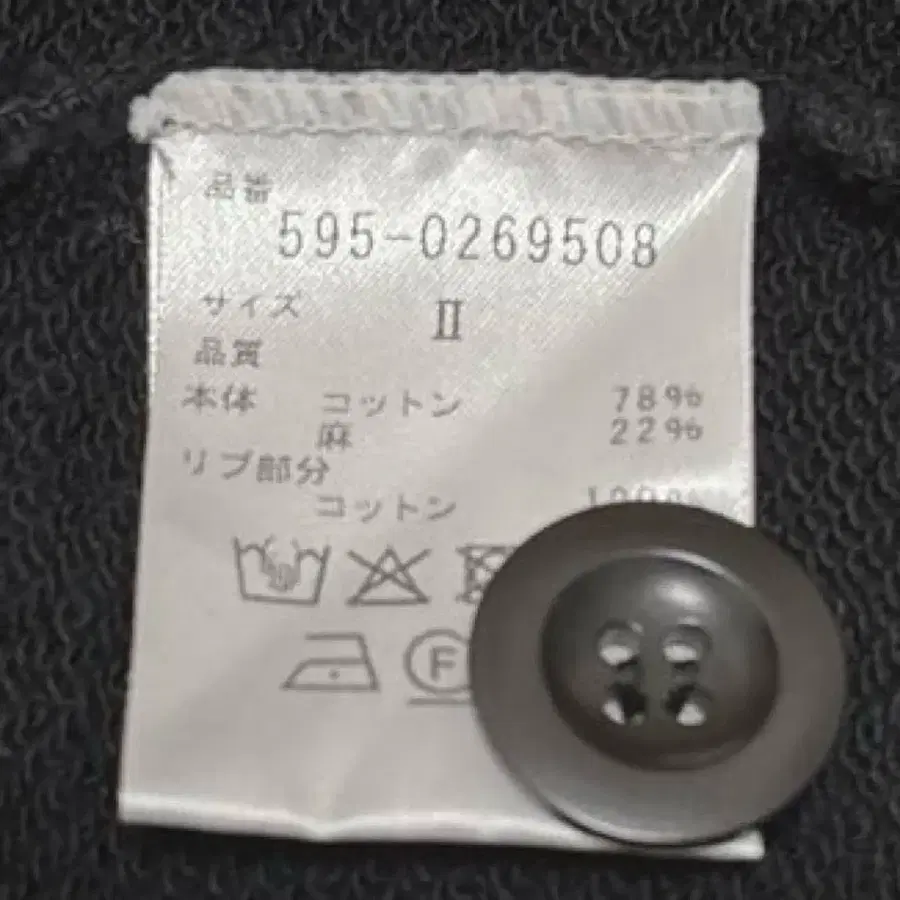 品番
595-0269508
サイズ II
品質
本体 コットン 78%
麻 22%
リブ部分
コットン
F